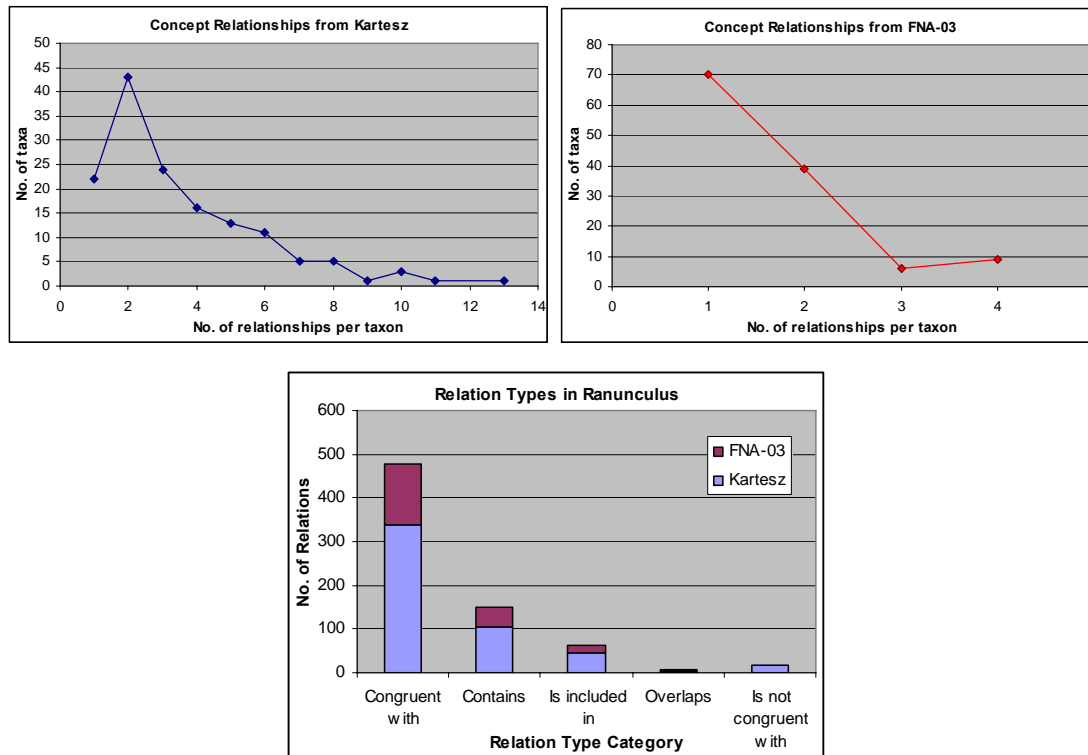 Concept Relationships from Kartesz
No. of taxa
50
45
40
35
30
25
20
15
10
5
0
0 2 4 6 8 10 12 14
No. of relationships per taxon
Concept Relationships from FNA-03
No. of taxa
80
70
60
50
40
30
20
10
0
0 1 2 3 4
No. of relationships per taxon
Relation Types in Ranunculus
No. of Relations
600
500
400
300
200
100
0
FNA-03
Kartesz
Congruent Contains Is included Overlaps Is not
with in congruent
with
Relation Type Category